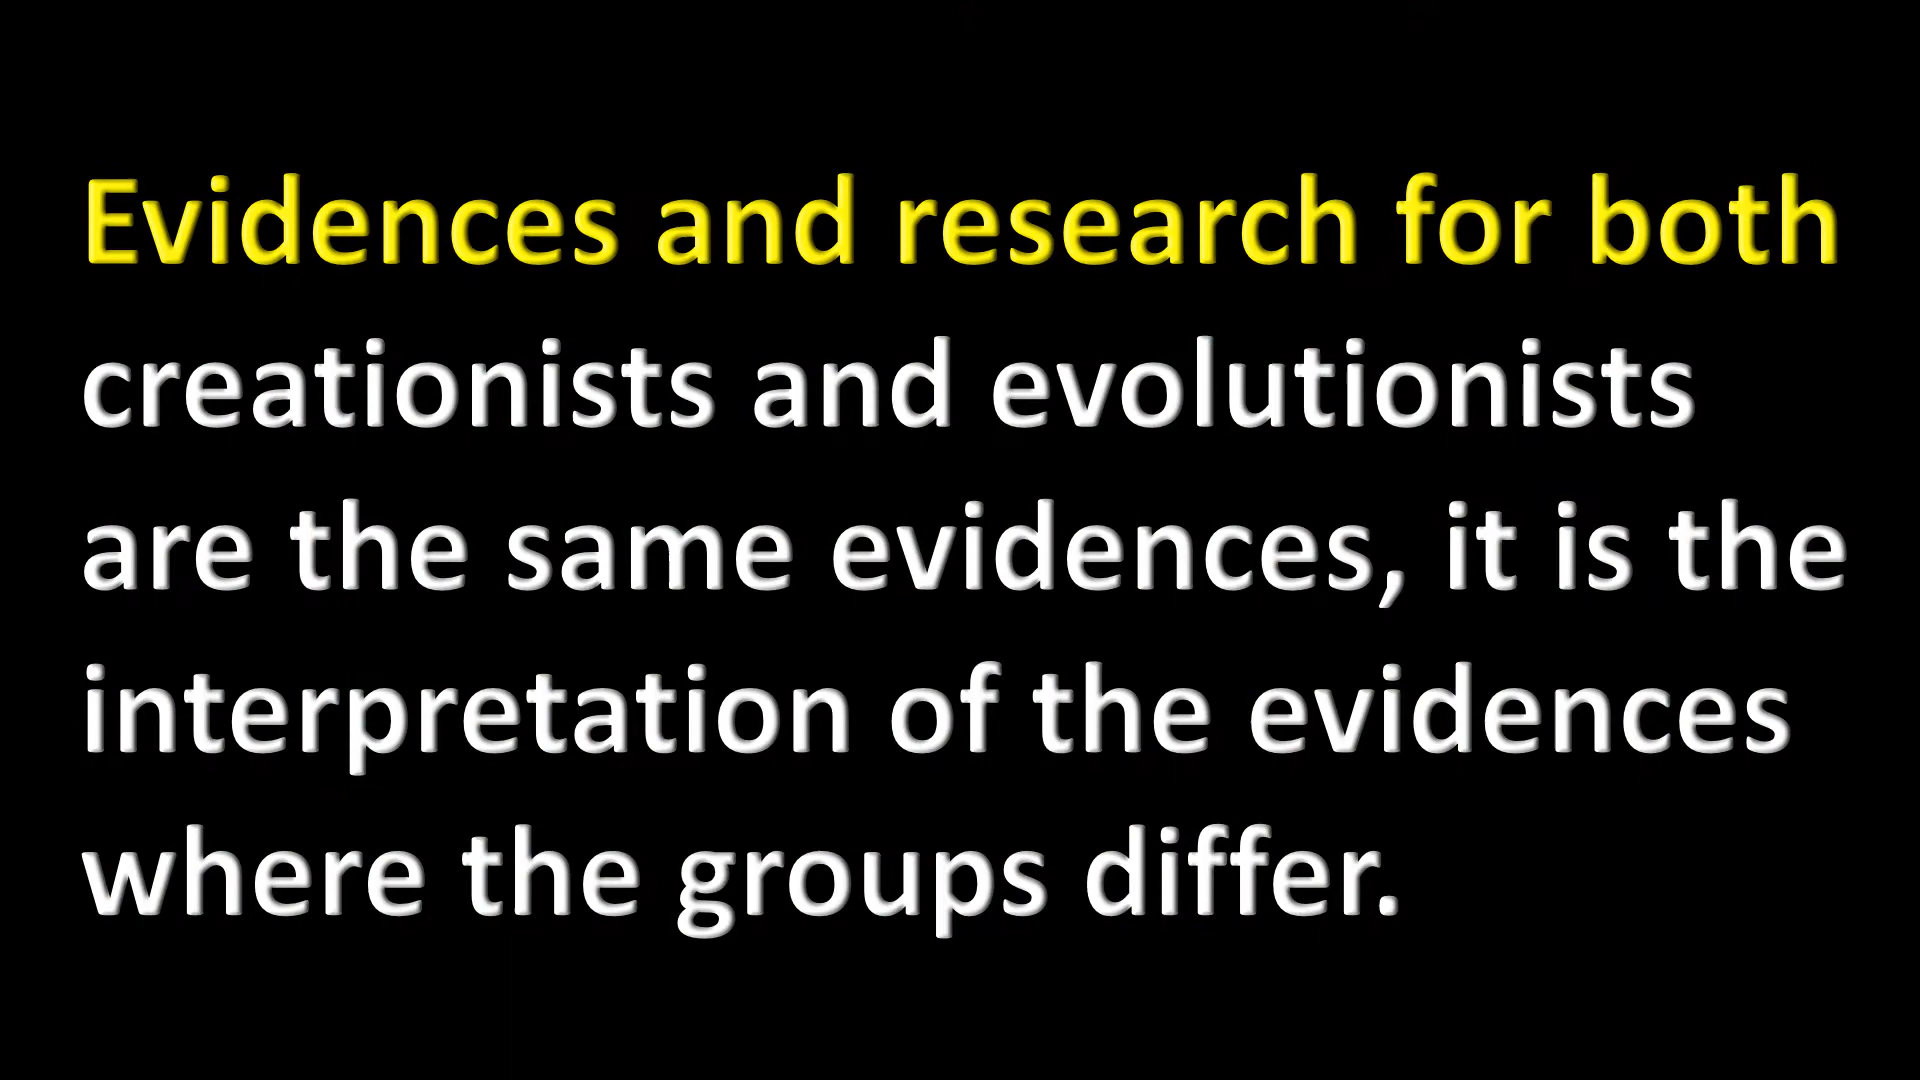 Evidences and research for both
creationists and evolutionists
are the same evidences, it is the
interpretation of the evidences
where the groups differ.